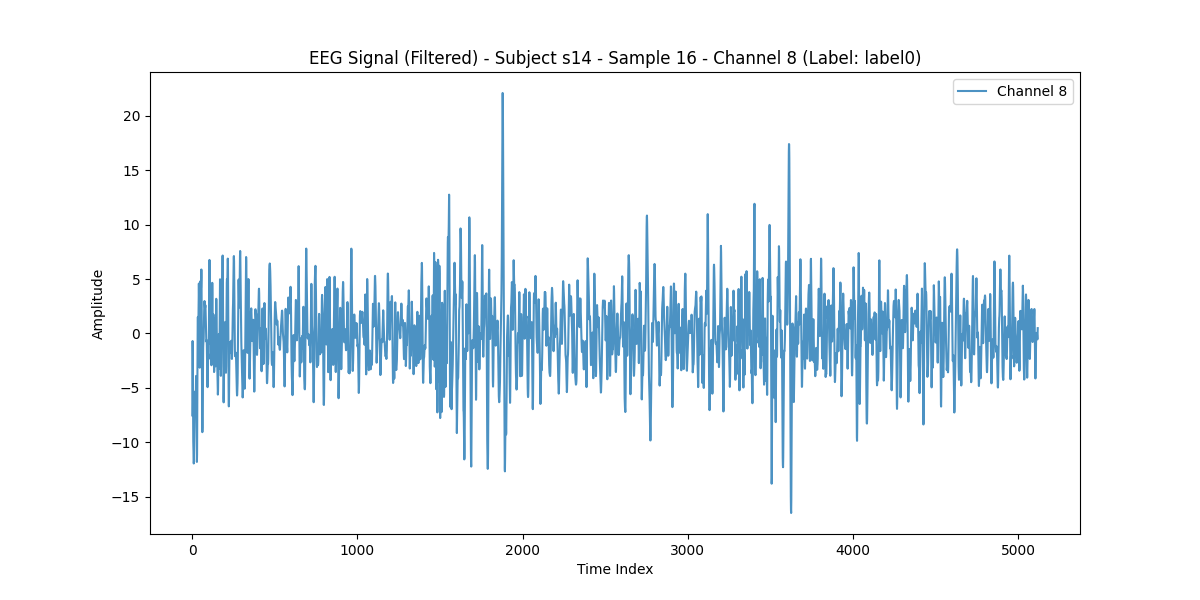 EEG Signal (Filtered) - Subject s14 - Sample 16 - Channel 8 (Label: label0)
Channel 8
20
15
10
5
0
−5
−10
−15
Amplitude
0 1000 2000 3000 4000 5000
Time Index